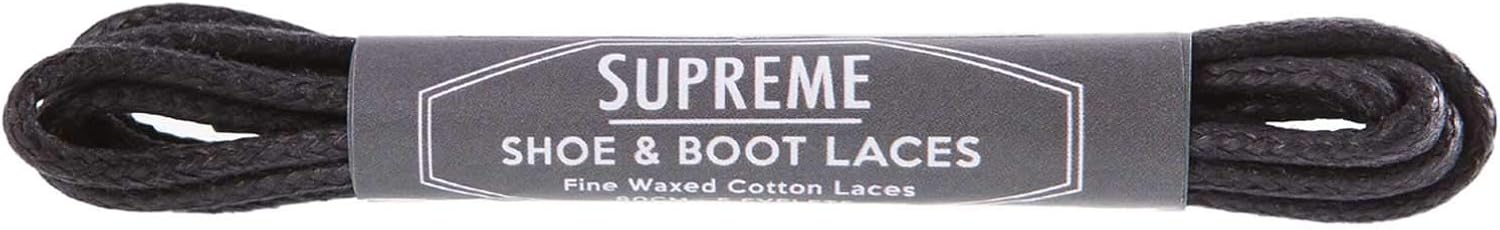 SUPREME
SHOE & BOOT LACES
Fine Waxed Cotton Laces